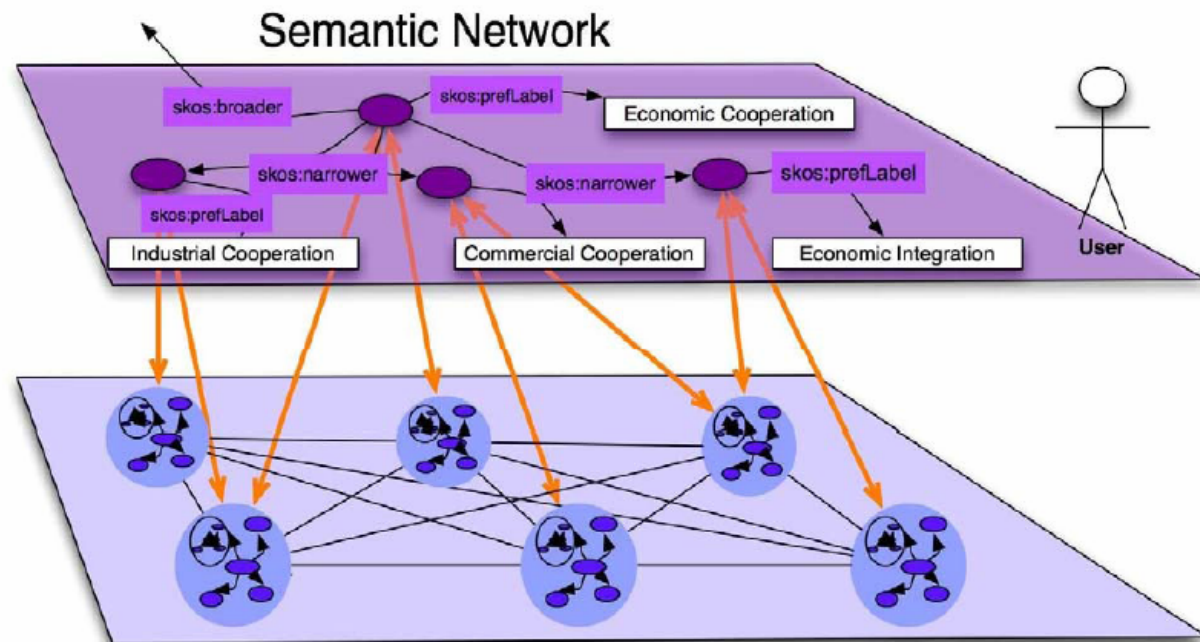 Semantic Network
skos:prefLabel
skos:broader
Economic Cooperation
skos:narrower
skos:narrower
skos:prefLabel
skos:prefLabel
Industrial Cooperation
Commercial Cooperation
Economic Integration
User